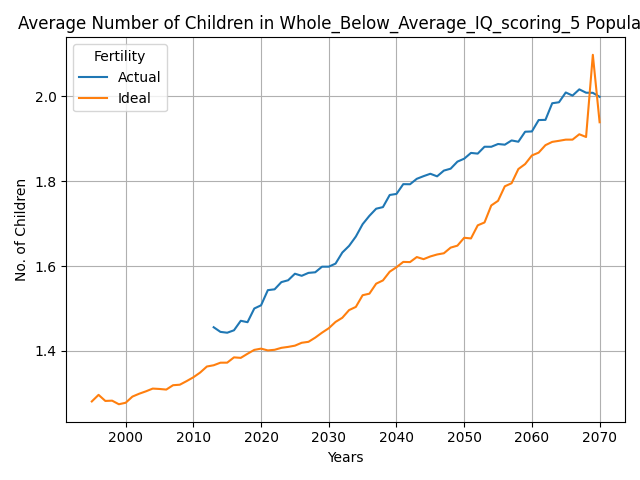 Average Number of Children in Whole_Below_Average_IQ_scoring_5 Popula
Fertility
Actual
Ideal
No. of Children
2.0
1.8
1.6
1.4
2000 2010 2020 2030 2040 2050 2060 2070
Years